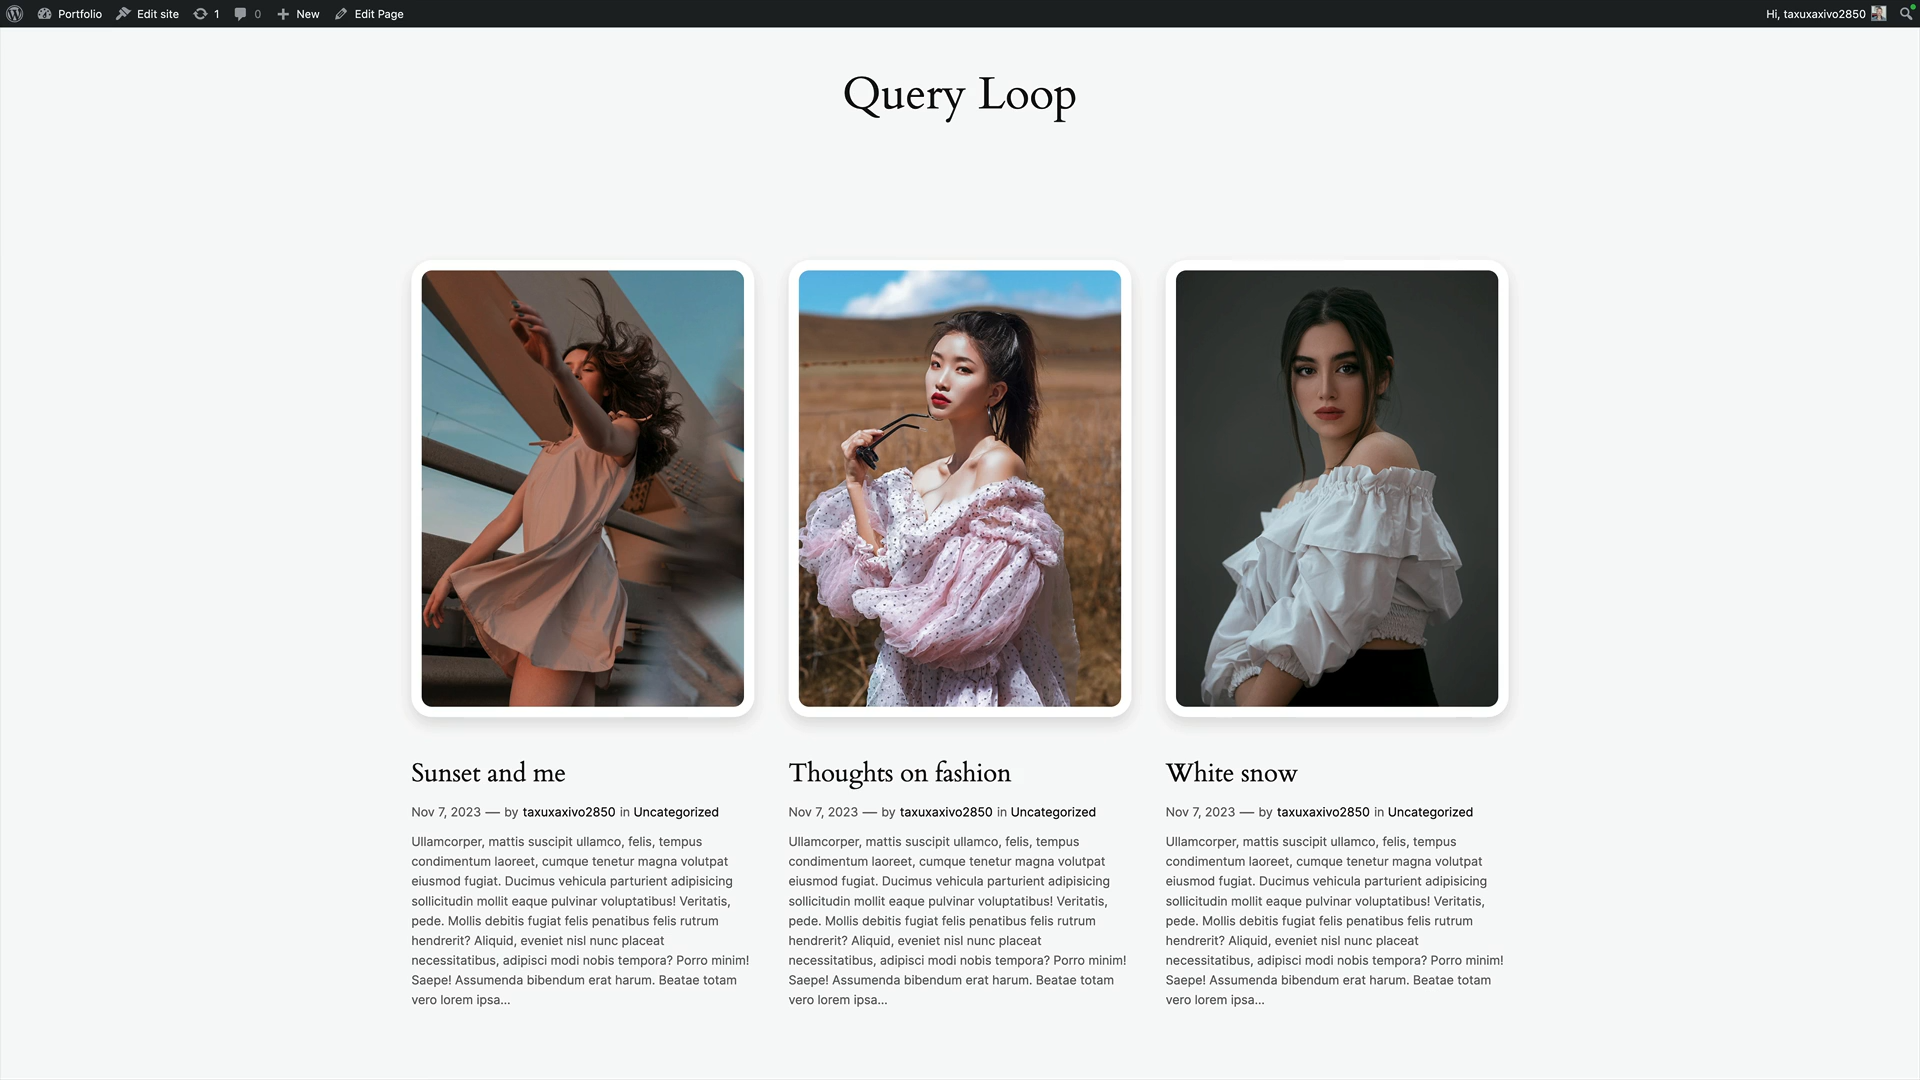 Portfolio Edit site 1 0 New Edit Page Hi, taxuxaxivo2850
Query Loop
Sunset and me
Nov 7, 2023 — by taxuxaxivo2850 in Uncategorized
Ullamcorper, mattis suscipit ullamco, felis, tempus
condimentum laoreet, cumque tenetur magna volutpat
eiusmod fugiat. Ducimus vehicula parturient adipisicing
sollicitudin mollit eaque pulvinar voluptatibus! Veritatis,
pede. Mollis debitis fugiat felis penatibus felis rutrum
hendrerit? Aliquid, eveniet nisl nunc placeat
necessitatibus, adipisci modi nobis tempora? Porro minim!
Saepe! Assumenda bibendum erat harum. Beatae totam
vero lorem ipsa...
Thoughts on fashion
Nov 7, 2023 — by taxuxaxivo2850 in Uncategorized
Ullamcorper, mattis suscipit ullamco, felis, tempus
condimentum laoreet, cumque tenetur magna volutpat
eiusmod fugiat. Ducimus vehicula parturient adipisicing
sollicitudin mollit eaque pulvinar voluptatibus! Veritatis,
pede. Mollis debitis fugiat felis penatibus felis rutrum
hendrerit? Aliquid, eveniet nisl nunc placeat
necessitatibus, adipisci modi nobis tempora? Porro minim!
Saepe! Assumenda bibendum erat harum. Beatae totam
vero lorem ipsa...
White snow
Nov 7, 2023 — by taxuxaxivo2850 in Uncategorized
Ullamcorper, mattis suscipit ullamco, felis, tempus
condimentum laoreet, cumque tenetur magna volutpat
eiusmod fugiat. Ducimus vehicula parturient adipisicing
sollicitudin mollit eaque pulvinar voluptatibus! Veritatis,
pede. Mollis debitis fugiat felis penatibus felis rutrum
hendrerit? Aliquid, eveniet nisl nunc placeat
necessitatibus, adipisci modi nobis tempora? Porro minim!
Saepe! Assumenda bibendum erat harum. Beatae totam
vero lorem ipsa...